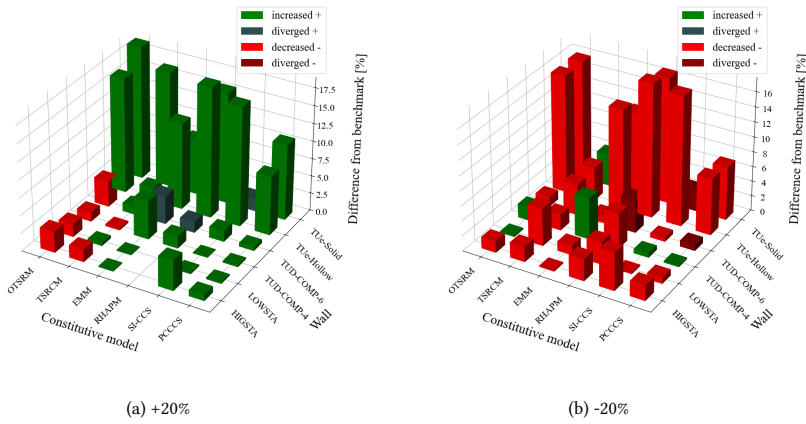 increased +
diverged +
decreased -
diverged -
17.5
15.0
12.5
10.0
7.5
5.0
2.5
0.0
Difference from benchmark [%]
OTSRM
TSRCM
EMM
RHAPM
SI-CCS
PCCCS
Constitutive model
TUe-Solid
TUe-Hollow
TUD-COMP-6
TUD-COMP-4
LOWSTA
HIGSTA
Wall
(a) +20%
increased +
diverged +
decreased -
diverged -
16
14
12
10
8
6
4
2
0
Difference from benchmark [%]
OTSRM
TSRCM
EMM
RHAPM
SI-CCS
PCCCS
Constitutive model
TUe-Solid
TUe-Hollow
TUD-COMP-6
TUD-COMP-4
LOWSTA
HIGSTA
Wall
(b) -20%